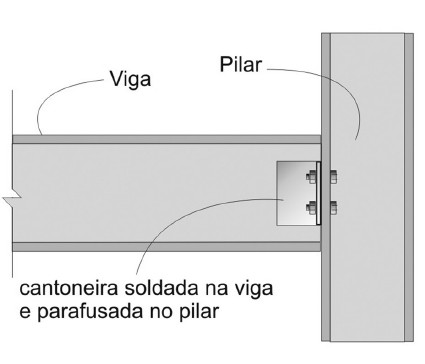 Viga
Pilar
cantoneira soldada na viga
e parafusada no pilar